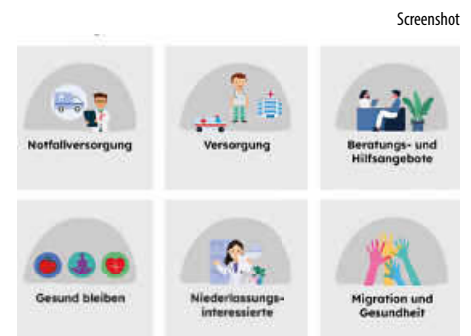 Screenshot
Notfallversorgung
Versorgung
Beratungs- und
Hilfsangebote
Gesund bleiben
Niederlassungs-
interessierte
Migration und
Gesundheit